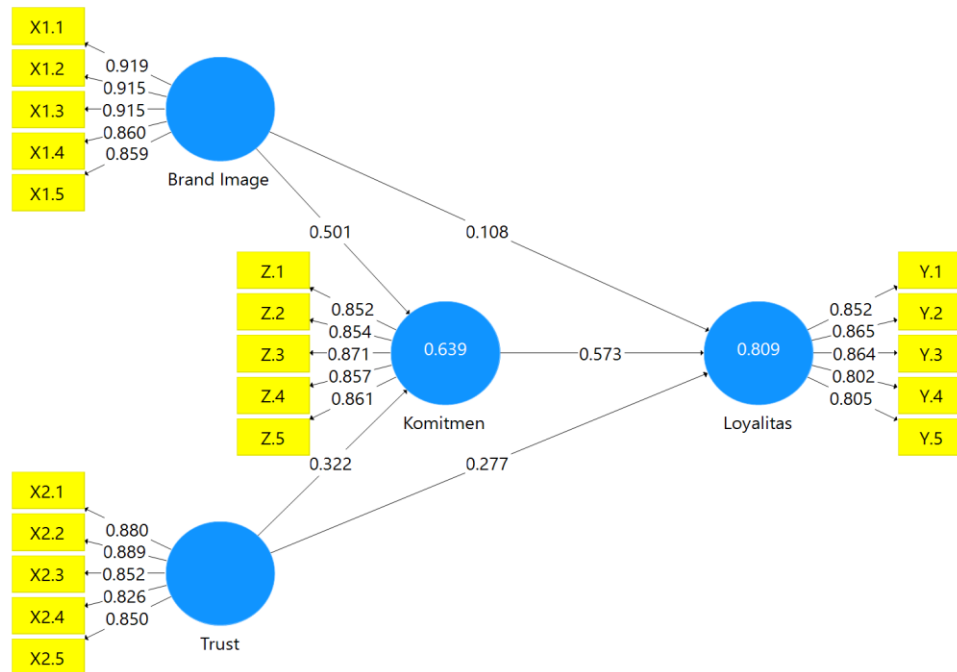 X1.1
X1.2
X1.3
X1.4
X1.5
0.919
0.915
0.915
0.860
0.859
Brand Image
0.501
0.108
Z.1
Z.2
Z.3
Z.4
Z.5
0.852
0.854
0.871
0.857
0.861
0.639
Komitmen
0.573
0.809
Loyalitas
0.852
0.865
0.864
0.802
0.805
Y.1
Y.2
Y.3
Y.4
Y.5
0.322
0.277
X2.1
X2.2
X2.3
X2.4
X2.5
0.880
0.889
0.852
0.826
0.850
Trust